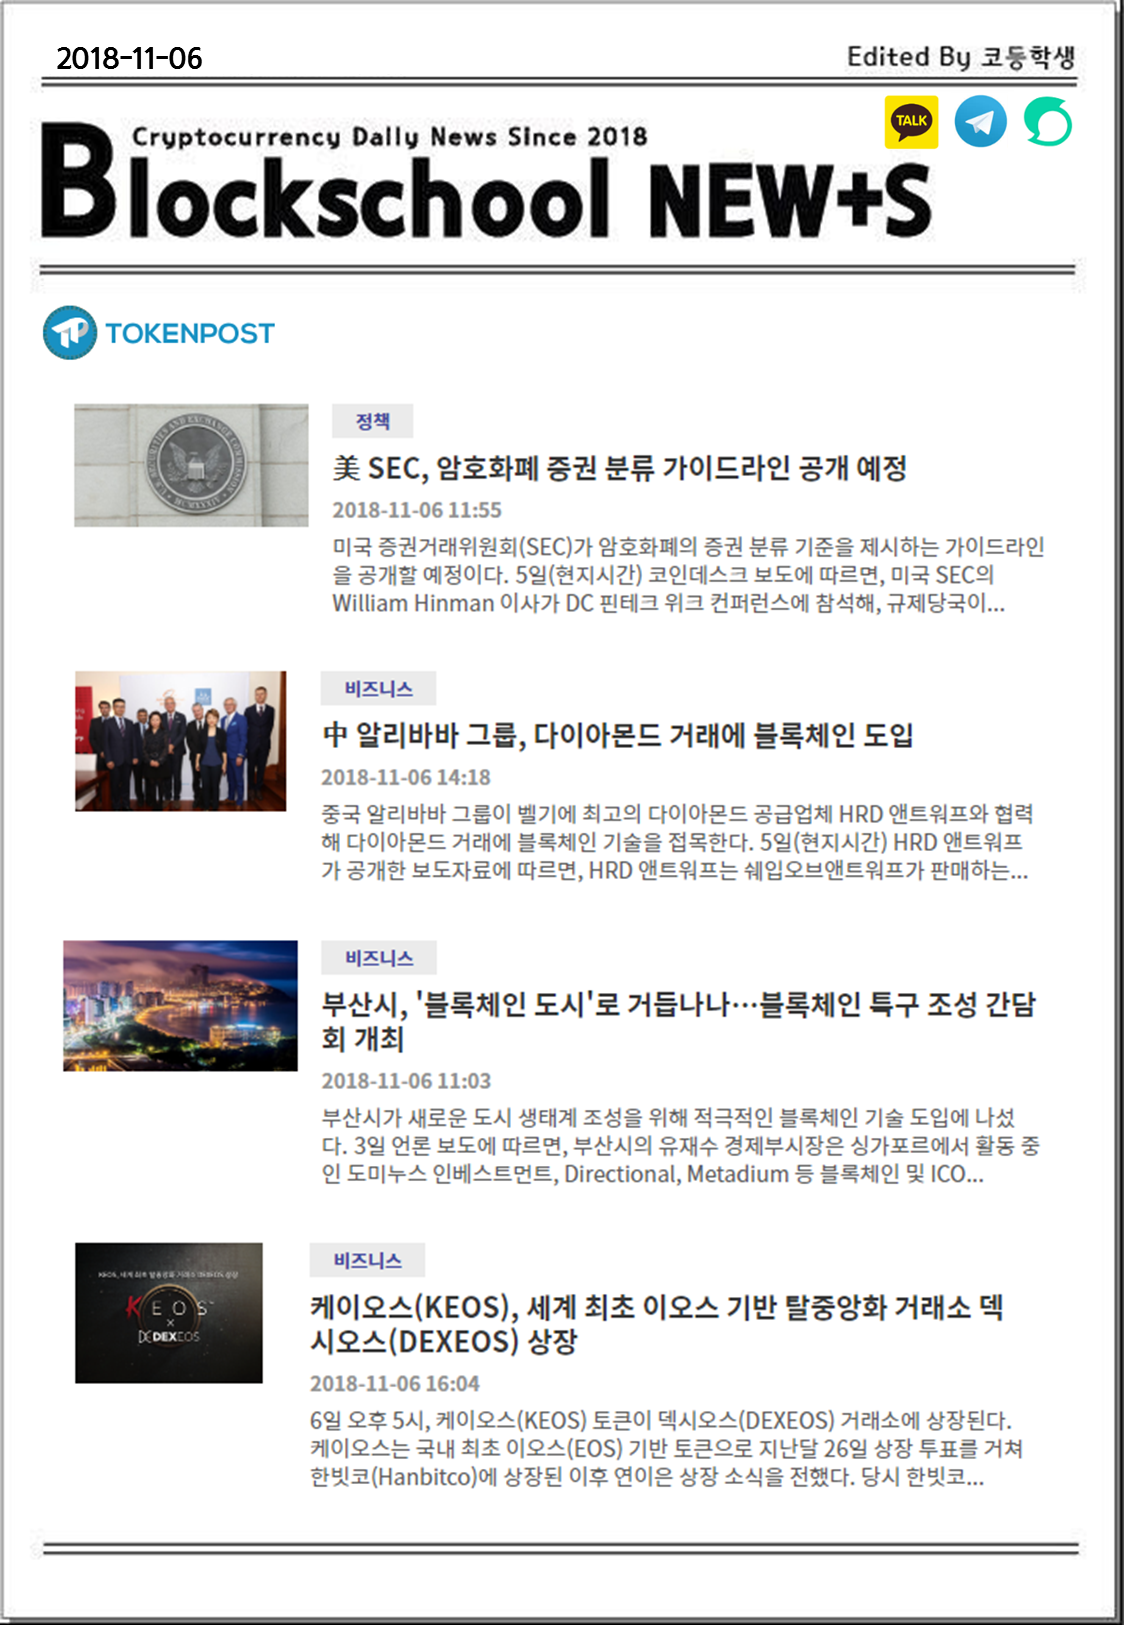 2018-11-06
Edited By 코등학생
Cryptocurrency Daily News Since 2018
TALK
Blockschool NEW+S
TOKENPOST
정책
美 SEC, 암호화폐 증권 분류 가이드라인 공개 예정
2018-11-06 11:55
미국 증권거래위원회(SEC)가 암호화폐의 증권 분류 기준을 제시하는 가이드라인
을 공개할 예정이다. 5일(현지시간) 코인데스크 보도에 따르면, 미국 SEC의
William Hinman 이사가 DC 핀테크 위크 컨퍼런스에 참석해, 규제당국이...
비즈니스
中 알리바바 그룹, 다이아몬드 거래에 블록체인 도입
2018-11-06 14:18
중국 알리바바 그룹이 벨기에 최고의 다이아몬드 공급업체 HRD 앤트워프와 협력
해 다이아몬드 거래에 블록체인 기술을 접목한다. 5일(현지시간) HRD 앤트워프
가 공개한 보도자료에 따르면, HRD 앤트워프는 쉐입오브앤트워프가 판매하는...
비즈니스
부산시, '블록체인 도시'로 거듭나나…블록체인 특구 조성 간담
회 개최
2018-11-06 11:03
부산시가 새로운 도시 생태계 조성을 위해 적극적인 블록체인 기술 도입에 나섰
다. 3일 언론 보도에 따르면, 부산시의 유재수 경제부시장은 싱가포르에서 활동 중
인 도미누스 인베스트먼트, Directional, Metadium 등 블록체인 및 ICO...
KEOS, 세계 최초 탈중앙화 거래소 DEXEOS 상장
KEOS
×
DEXEOS
비즈니스
케이오스(KEOS), 세계 최초 이오스 기반 탈중앙화 거래소 덱
시오스(DEXEOS) 상장
2018-11-06 16:04
6일 오후 5시, 케이오스(KEOS) 토큰이 덱시오스(DEXEOS) 거래소에 상장된다.
케이오스는 국내 최초 이오스(EOS) 기반 토큰으로 지난달 26일 상장 투표를 거쳐
한빗코(Hanbitco)에 상장된 이후 연이은 상장 소식을 전했다. 당시 한빗코...